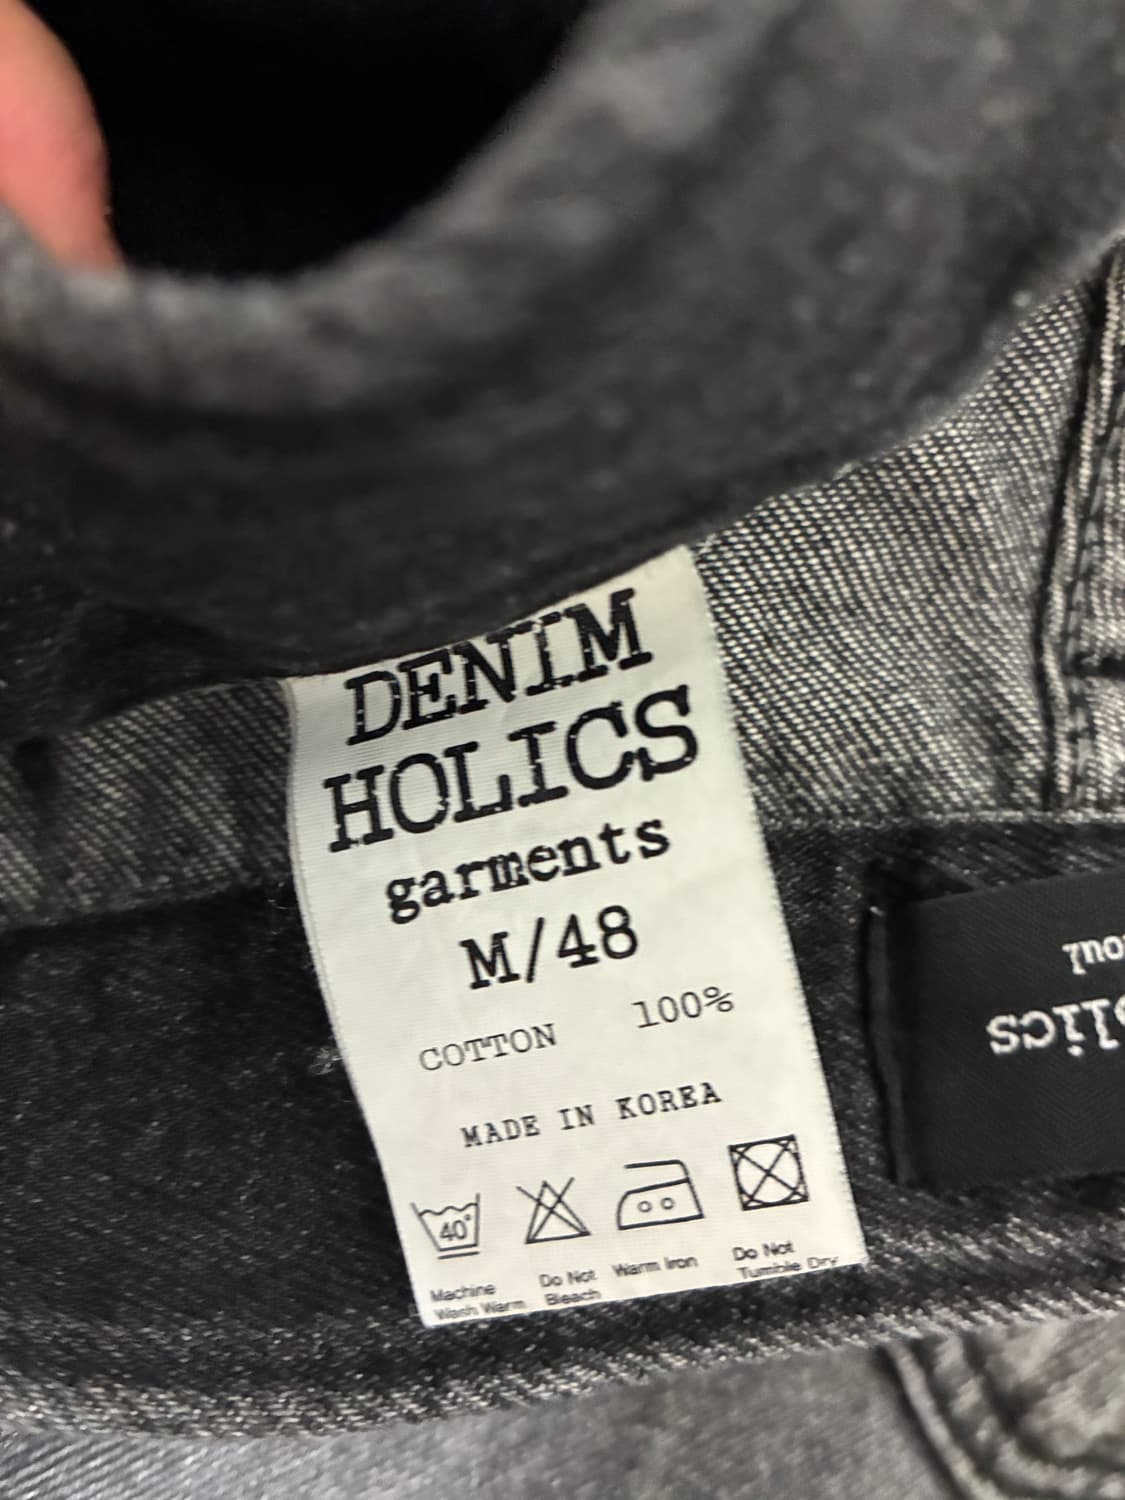 DENIM
HOLICS
garments
M/48
COTTON 100%
MADE IN KOREA
40°
Machine
Wash Warm
Do Not
Bleach
Warm Iron
Do Not
Tumble Dry